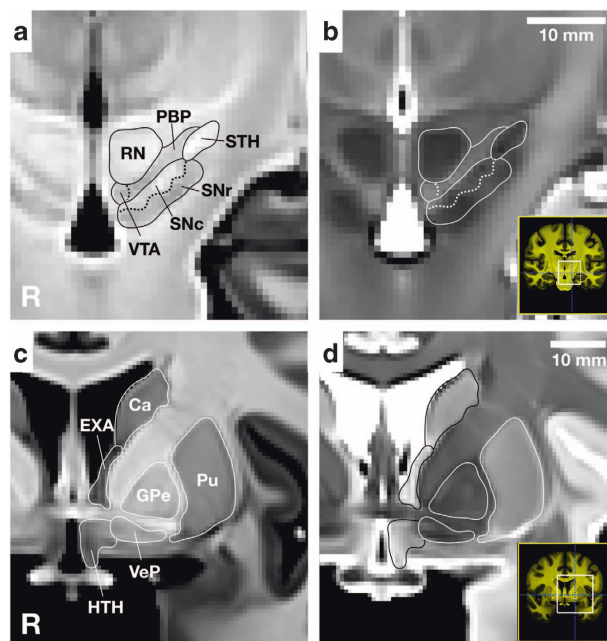 a
PBP
RN
STH
SNr
SNc
VTA
R
b
10 mm
c
Ca
EXA
GPe
Pu
VeP
HTH
R
d
10 mm